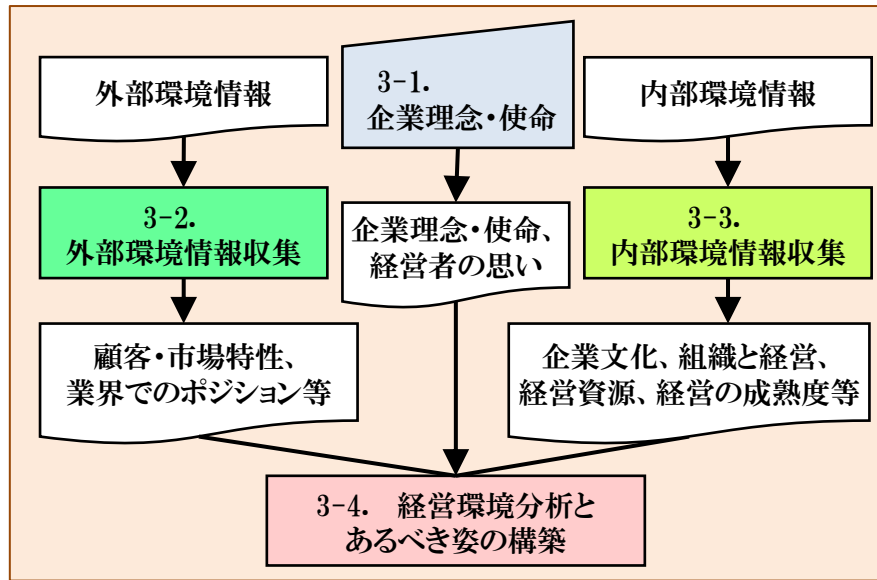 外部環境情報
3-1.
企業理念・使命
内部環境情報
3-2.
外部環境情報収集
企業理念・使命、
経営者の思い
3-3.
内部環境情報収集
顧客・市場特性、
業界でのポジション等
企業文化、組織と経営、
経営資源、経営の成熟度等
3-4. 経営環境分析と
あるべき姿の構築